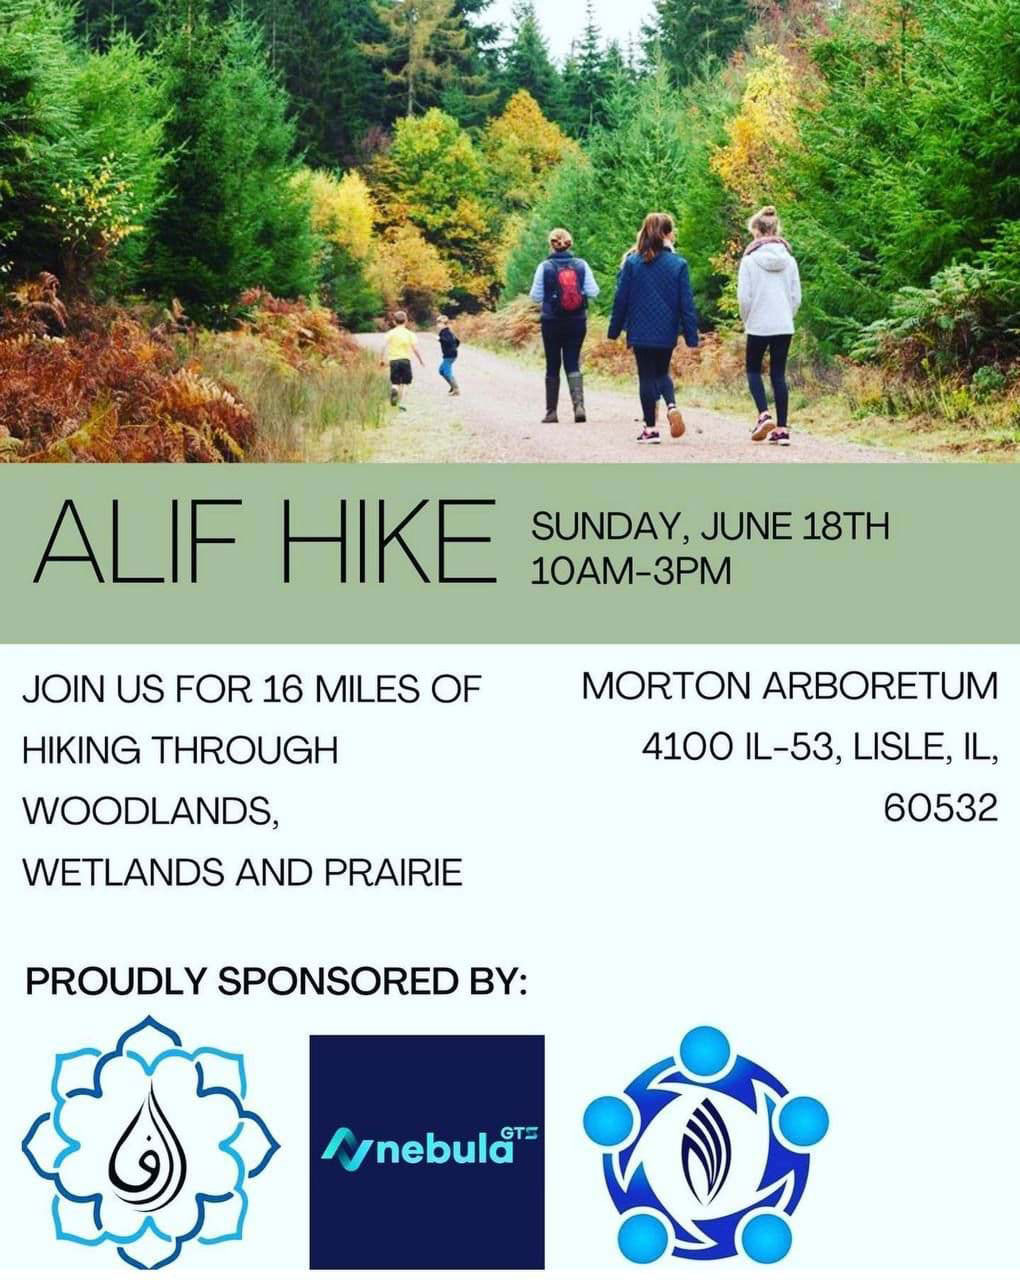 ALIF HIKE
SUNDAY, JUNE 18TH
10AM-3PM
JOIN US FOR 16 MILES OF
HIKING THROUGH
WOODLANDS,
WETLANDS AND PRAIRIE
MORTON ARBORETUM
4100 IL-53, LISLE, IL,
60532
PROUDLY SPONSORED BY:
nebula GTS